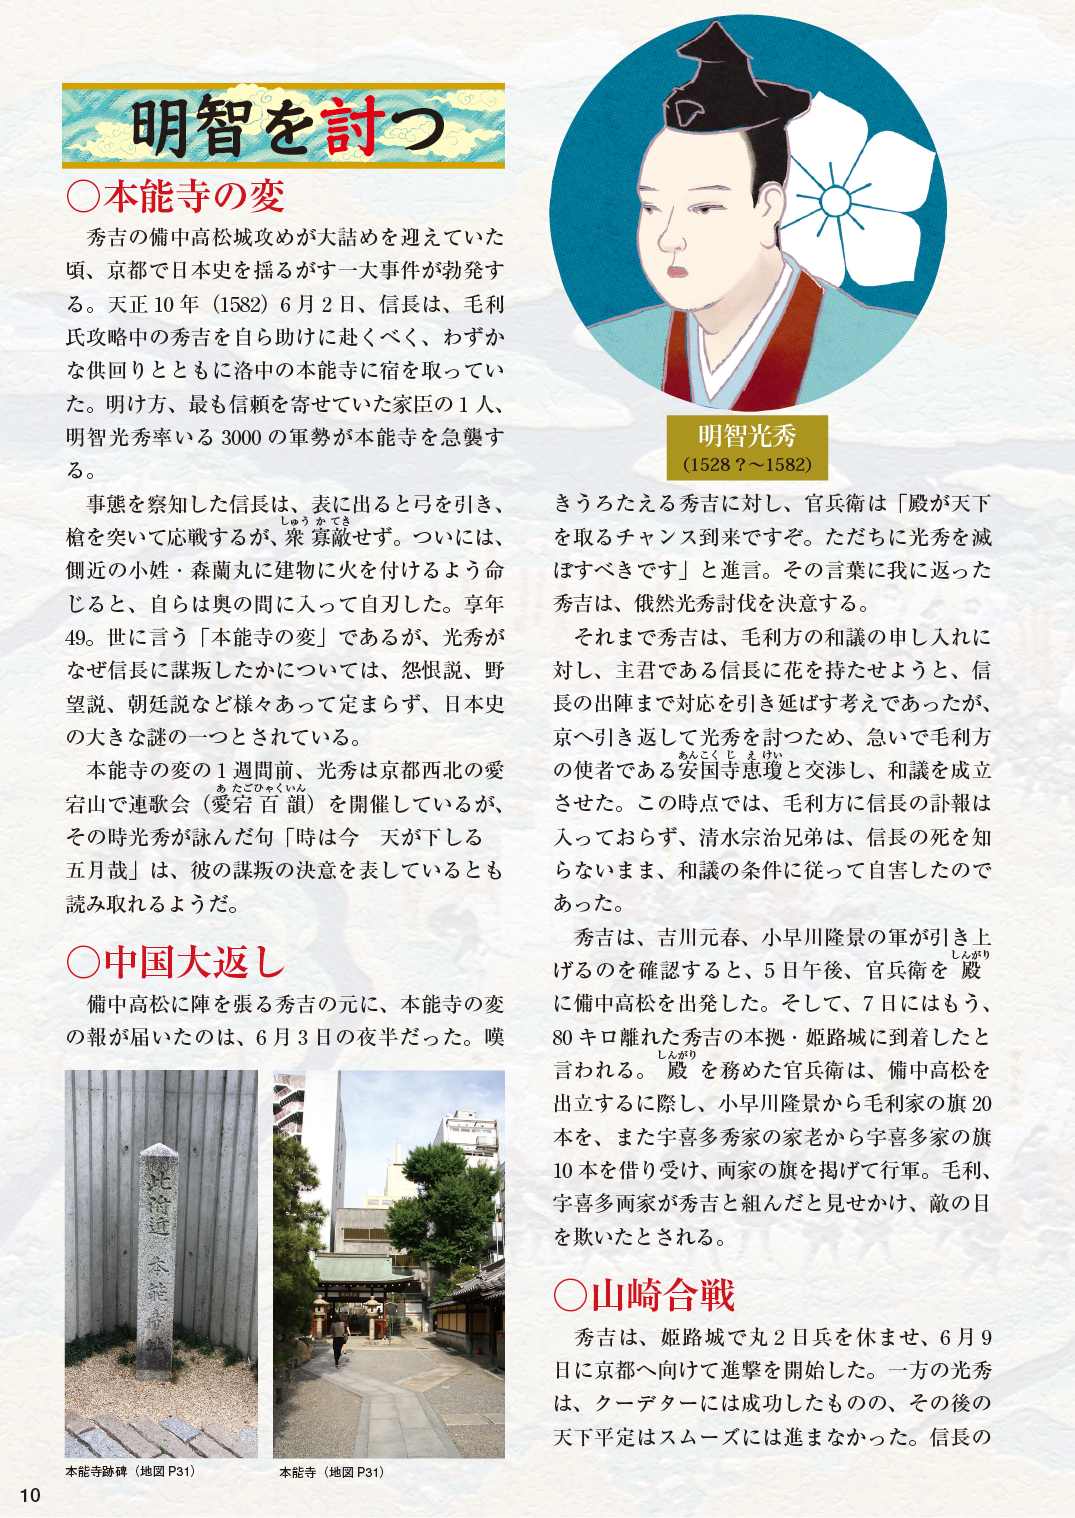 明智を討つ
〇本能寺の変
　秀吉の備中高松城攻めが大詰めを迎えていた
頃、京都で日本史を揺るがす一大事件が勃発す
る。天正 10 年（1582）6 月 2 日、信長は、毛利
氏攻略中の秀吉を自ら助けに赴くべく、わずか
な供回りとともに洛中の本能寺に宿を取ってい
た。明け方、最も信頼を寄せていた家臣の 1 人、
明智光秀率いる 3000 の軍勢が本能寺を急襲す
る。
　事態を察知した信長は、表に出ると弓を引き、
しゅう か てき
槍を突いて応戦するが、衆寡敵せず。ついには、
側近の小姓・森蘭丸に建物に火を付けるよう命
じると、自らは奥の間に入って自刃した。享年
49。世に言う「本能寺の変」であるが、光秀が
なぜ信長に謀叛したかについては、怨恨説、野
望説、朝廷説など様々あって定まらず、日本史
の大きな謎の一つとされている。
　本能寺の変の 1 週間前、光秀は京都西北の愛
あ たごひゃくいん
宕山で連歌会（愛宕百韻）を開催しているが、
その時光秀が詠んだ句「時は今　天が下しる
五月哉」は、彼の謀叛の決意を表しているとも
読み取れるようだ。
〇中国大返し
　備中高松に陣を張る秀吉の元に、本能寺の変
の報が届いたのは、6 月 3 日の夜半だった。嘆
此附近 本能寺址
本能寺跡碑（地図 P31）
本能寺（地図 P31）
明智光秀
（1528？〜1582）
きうろたえる秀吉に対し、官兵衛は「殿が天下
を取るチャンス到来ですぞ。ただちに光秀を滅
ぼすべきです」と進言。その言葉に我に返った
秀吉は、俄然光秀討伐を決意する。
　それまで秀吉は、毛利方の和議の申し入れに
対し、主君である信長に花を持たせようと、信
長の出陣まで対応を引き延ばす考えであったが、
京へ引き返して光秀を討つため、急いで毛利方
あんこく じ え けい
の使者である安国寺恵瓊と交渉し、和議を成立
させた。この時点では、毛利方に信長の訃報は
入っておらず、清水宗治兄弟は、信長の死を知
らないまま、和議の条件に従って自害したので
あった。
　秀吉は、吉川元春、小早川隆景の軍が引き上
しんがり
げるのを確認すると、5 日午後、官兵衛を 殿
に備中高松を出発した。そして、7 日にはもう、
80 キロ離れた秀吉の本拠・姫路城に到着したと
しんがり
言われる。 殿 を務めた官兵衛は、備中高松を
出立するに際し、小早川隆景から毛利家の旗 20
本を、また宇喜多秀家の家老から宇喜多家の旗
10 本を借り受け、両家の旗を掲げて行軍。毛利、
宇喜多両家が秀吉と組んだと見せかけ、敵の目
を欺いたとされる。
〇山崎合戦
　秀吉は、姫路城で丸 2 日兵を休ませ、6 月 9
日に京都へ向けて進撃を開始した。一方の光秀
は、クーデターには成功したものの、その後の
天下平定はスムーズには進まなかった。信長の
10